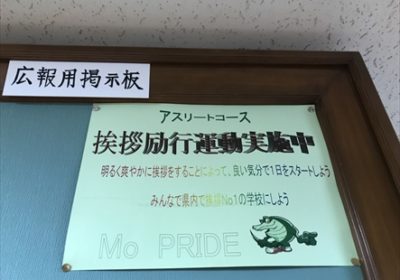 広報用掲示板
アスリートコース
挨拶励行運動実施中
明るく爽やかに挨拶をすることによって、良い気分で1日をスタートしよう
みんなで県内で挨拶No1の学校にしよう
Mo PRIDE